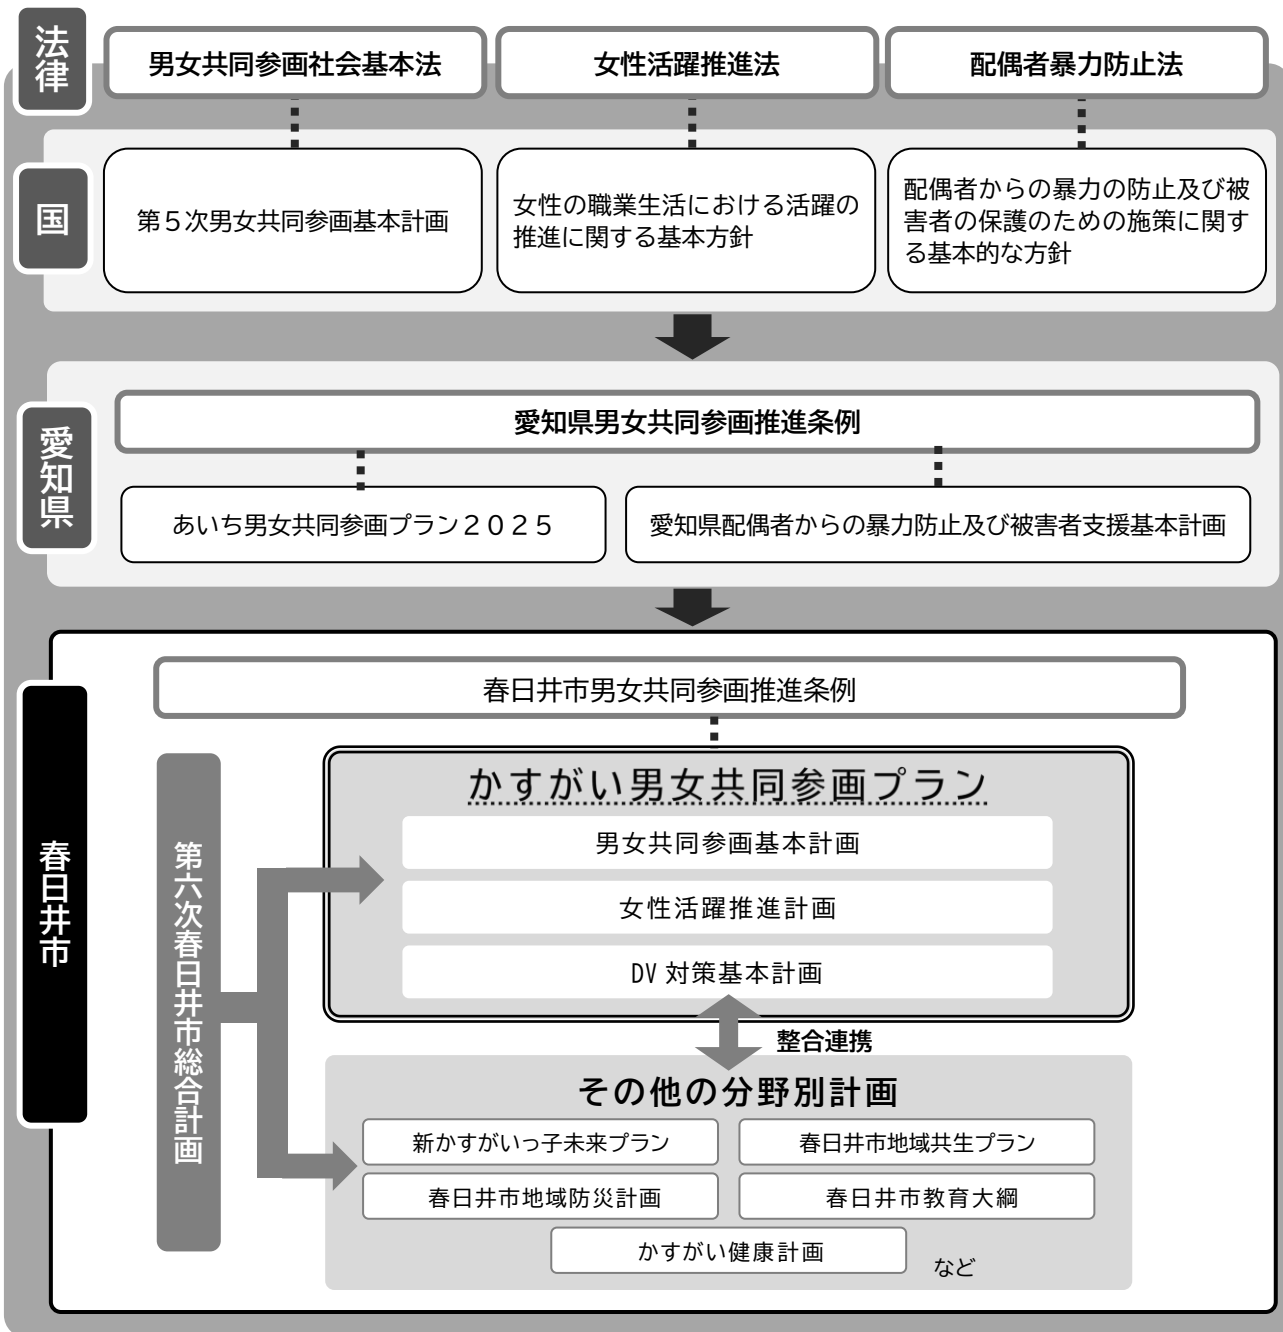 法律
男女共同参画社会基本法
女性活躍推進法
配偶者暴力防止法
国
第５次男女共同参画基本計画
女性の職業生活における活躍の
推進に関する基本方針
配偶者からの暴力の防止及び被
害者の保護のための施策に関す
る基本的な方針
愛知県
愛知県男女共同参画推進条例
あいち男女共同参画プラン２０２５
愛知県配偶者からの暴力防止及び被害者支援基本計画
春日井市
春日井市男女共同参画推進条例
第六次春日井市総合計画
かすがい男女共同参画プラン
男女共同参画基本計画
女性活躍推進計画
DV 対策基本計画
整合連携
その他の分野別計画
新かすがいっ子未来プラン
春日井市地域共生プラン
春日井市地域防災計画
春日井市教育大綱
かすがい健康計画
など